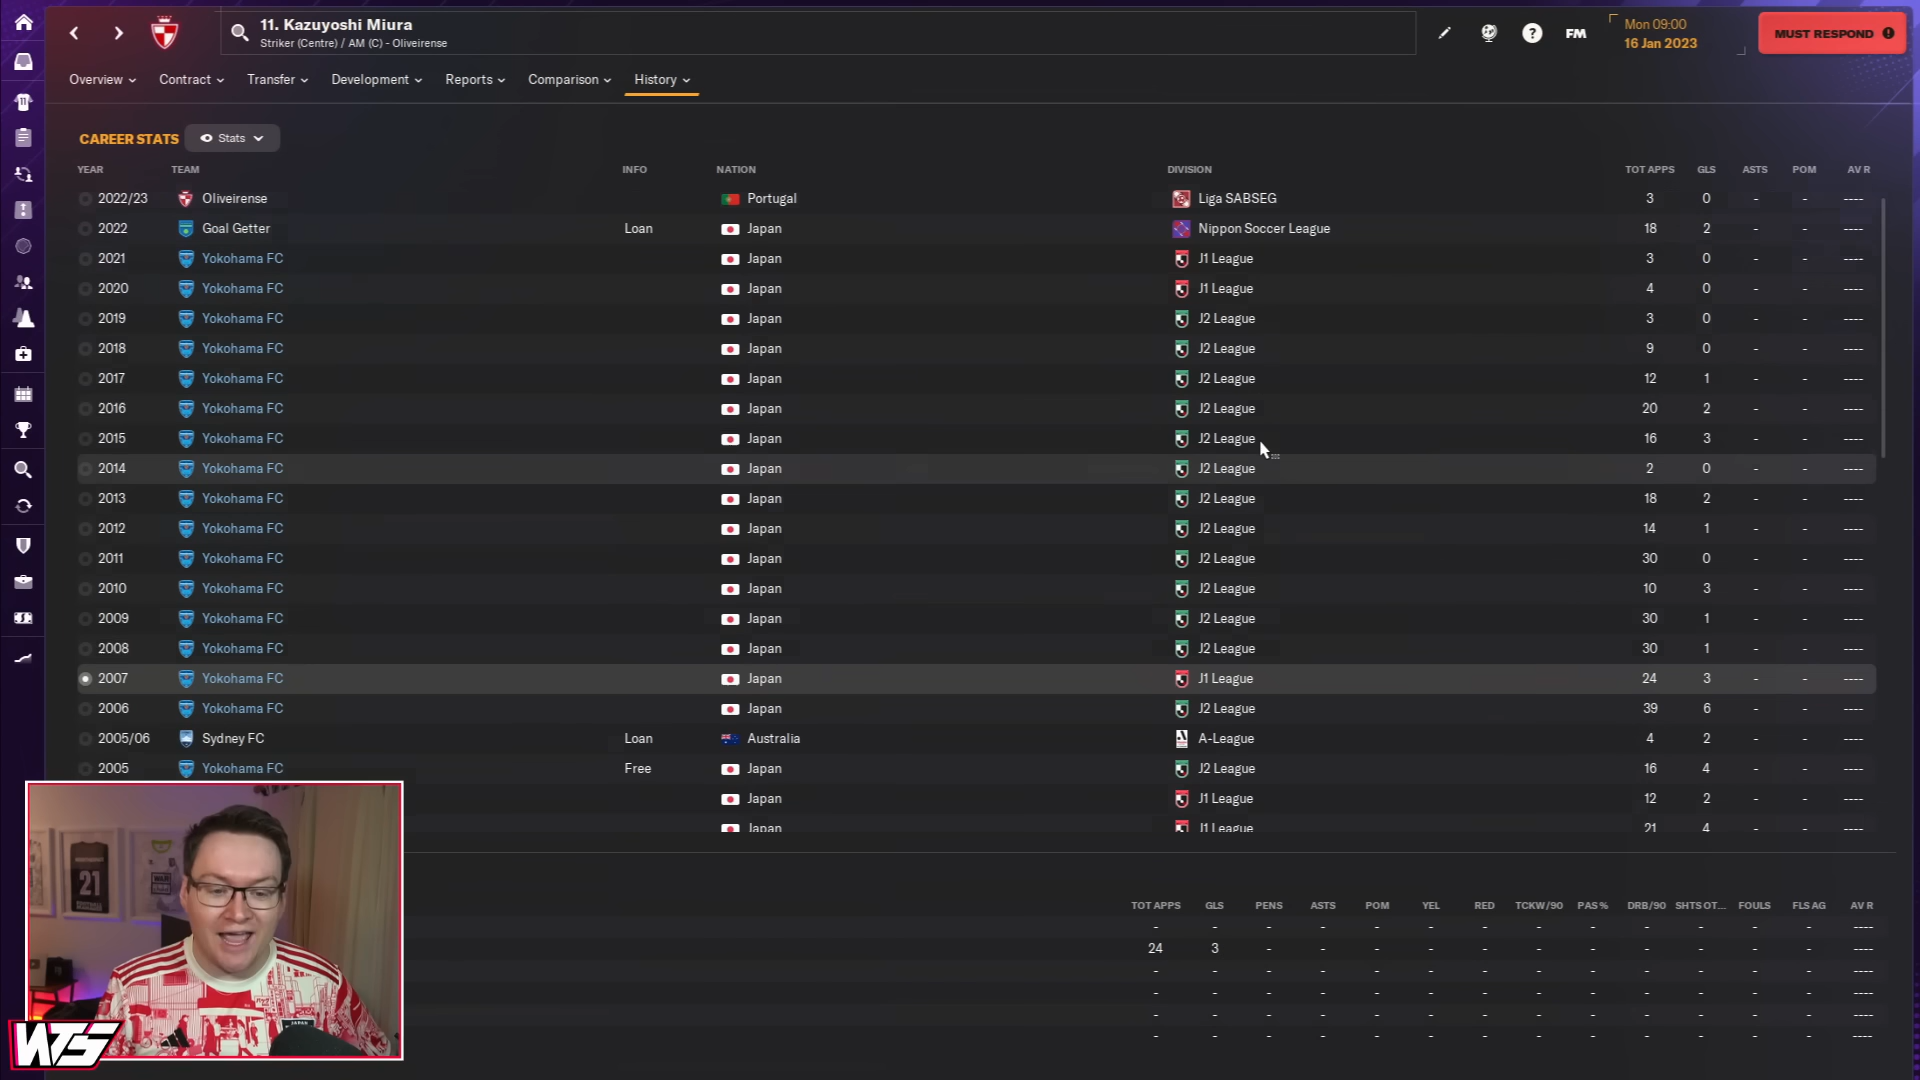 11. Kazuyoshi Miura
Striker (Centre) / AM (C) - Oliveirense
FM
Mon 09:00
16 Jan 2023
MUST RESPOND
Overview Contract Transfer Development Reports Comparison History
CAREER STATS Stats
YEAR TEAM INFO NATION DIVISION TOT APPS GLS ASTS POM AV R
2022/23 Oliveirense Portugal Liga SABSEG 3 0 - - ----
2022 Goal Getter Loan Japan Nippon Soccer League 18 2 - - ----
2021 Yokohama FC Japan J1 League 3 0 - - ----
2020 Yokohama FC Japan J1 League 4 0 - - ----
2019 Yokohama FC Japan J2 League 3 0 - - ----
2018 Yokohama FC Japan J2 League 9 0 - - ----
2017 Yokohama FC Japan J2 League 12 1 - - ----
2016 Yokohama FC Japan J2 League 20 2 - - ----
2015 Yokohama FC Japan J2 League 16 3 - - ----
2014 Yokohama FC Japan J2 League 2 0 - - ----
2013 Yokohama FC Japan J2 League 18 2 - - ----
2012 Yokohama FC Japan J2 League 14 1 - - ----
2011 Yokohama FC Japan J2 League 30 0 - - ----
2010 Yokohama FC Japan J2 League 10 3 - - ----
2009 Yokohama FC Japan J2 League 30 1 - - ----
2008 Yokohama FC Japan J2 League 30 1 - - ----
2007 Yokohama FC Japan J1 League 24 3 - - ----
2006 Yokohama FC Japan J2 League 39 6 - - ----
2005/06 Sydney FC Loan Australia A-League 4 2 - - ----
2005 Yokohama FC Free Japan J2 League 16 4 - - ----
Japan J1 League 12 2 - - ----
Japan J1 League 21 4 - - ----
TOT APPS GLS PENS ASTS POM YEL RED TCKW/90 PAS % DRB/90 SHTS OT... FOULS FLS AG AV R
- - - - - - - - - - - - - ----
24 3 - - - - - - - - - - - ----
- - - - - - - - - - - - - ----
- - - - - - - - - - - - - ----
- - - - - - - - - - - - - ----
- - - - - - - - - - - - - ----
21
JAPAN
WTS